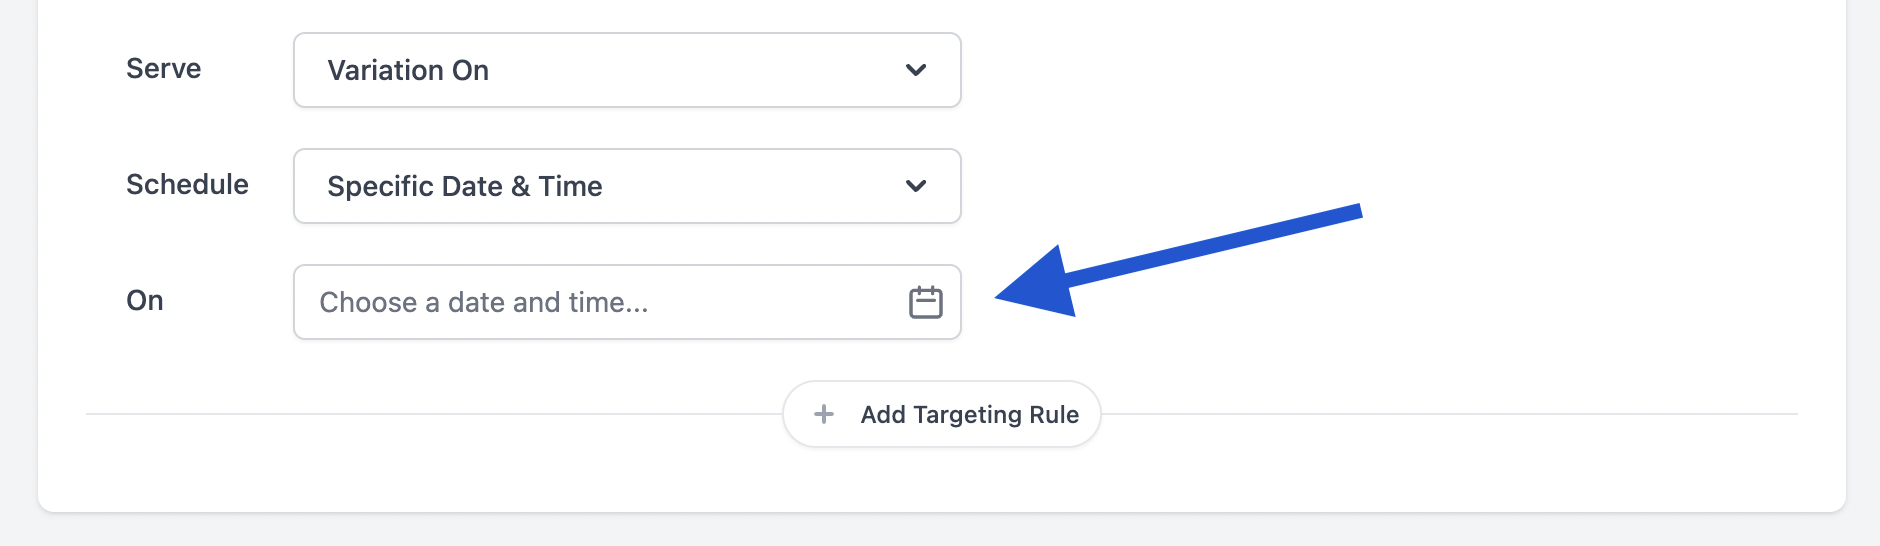 Serve
Variation On
Schedule
Specific Date & Time
On
Choose a date and time...
Add Targeting Rule